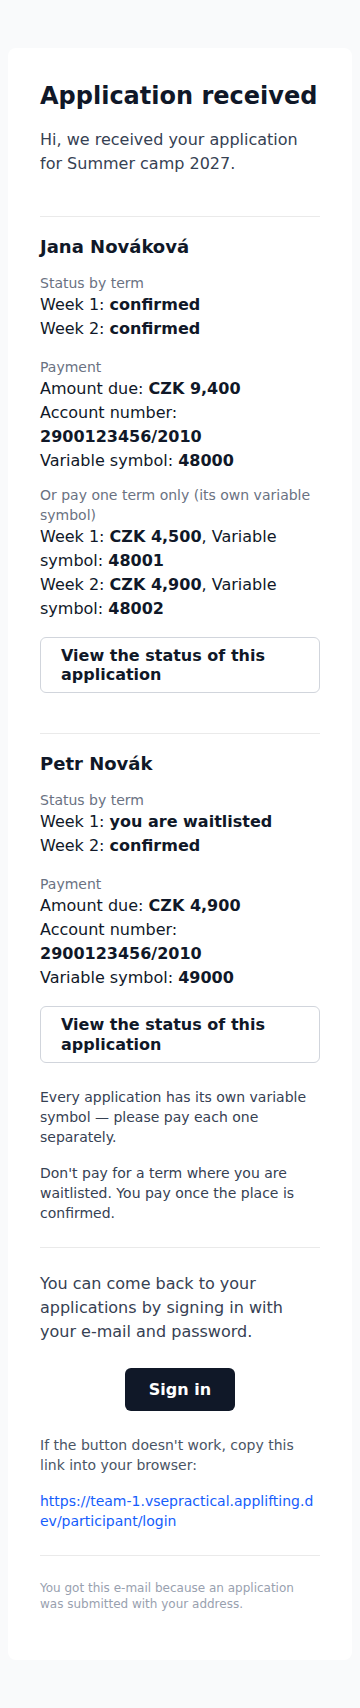 Application received
Hi, we received your application
for Summer camp 2027.
Jana Nováková
Status by term
Week 1: confirmed
Week 2: confirmed
Payment
Amount due: CZK 9,400
Account number:
2900123456/2010
Variable symbol: 48000
Or pay one term only (its own variable
symbol)
Week 1: CZK 4,500, Variable
symbol: 48001
Week 2: CZK 4,900, Variable
symbol: 48002
View the status of this
application
Petr Novák
Status by term
Week 1: you are waitlisted
Week 2: confirmed
Payment
Amount due: CZK 4,900
Account number:
2900123456/2010
Variable symbol: 49000
View the status of this
application
Every application has its own variable
symbol — please pay each one
separately.
Don't pay for a term where you are
waitlisted. You pay once the place is
confirmed.
You can come back to your
applications by signing in with
your e-mail and password.
Sign in
If the button doesn't work, copy this
link into your browser:
https://team-1.vsepractical.applifting.d
ev/participant/login
You got this e-mail because an application
was submitted with your address.